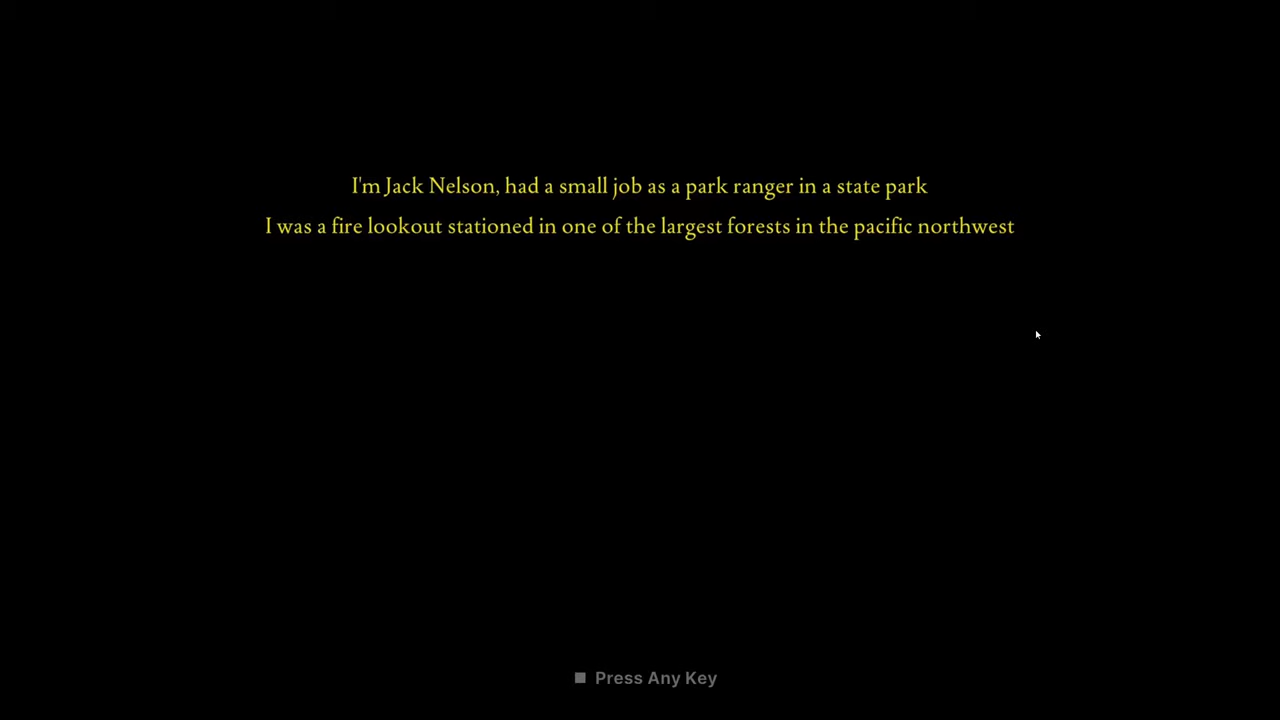 I'm Jack Nelson, had a small job as a park ranger in a state park
I was a fire lookout stationed in one of the largest forests in the pacific northwest
Press Any Key